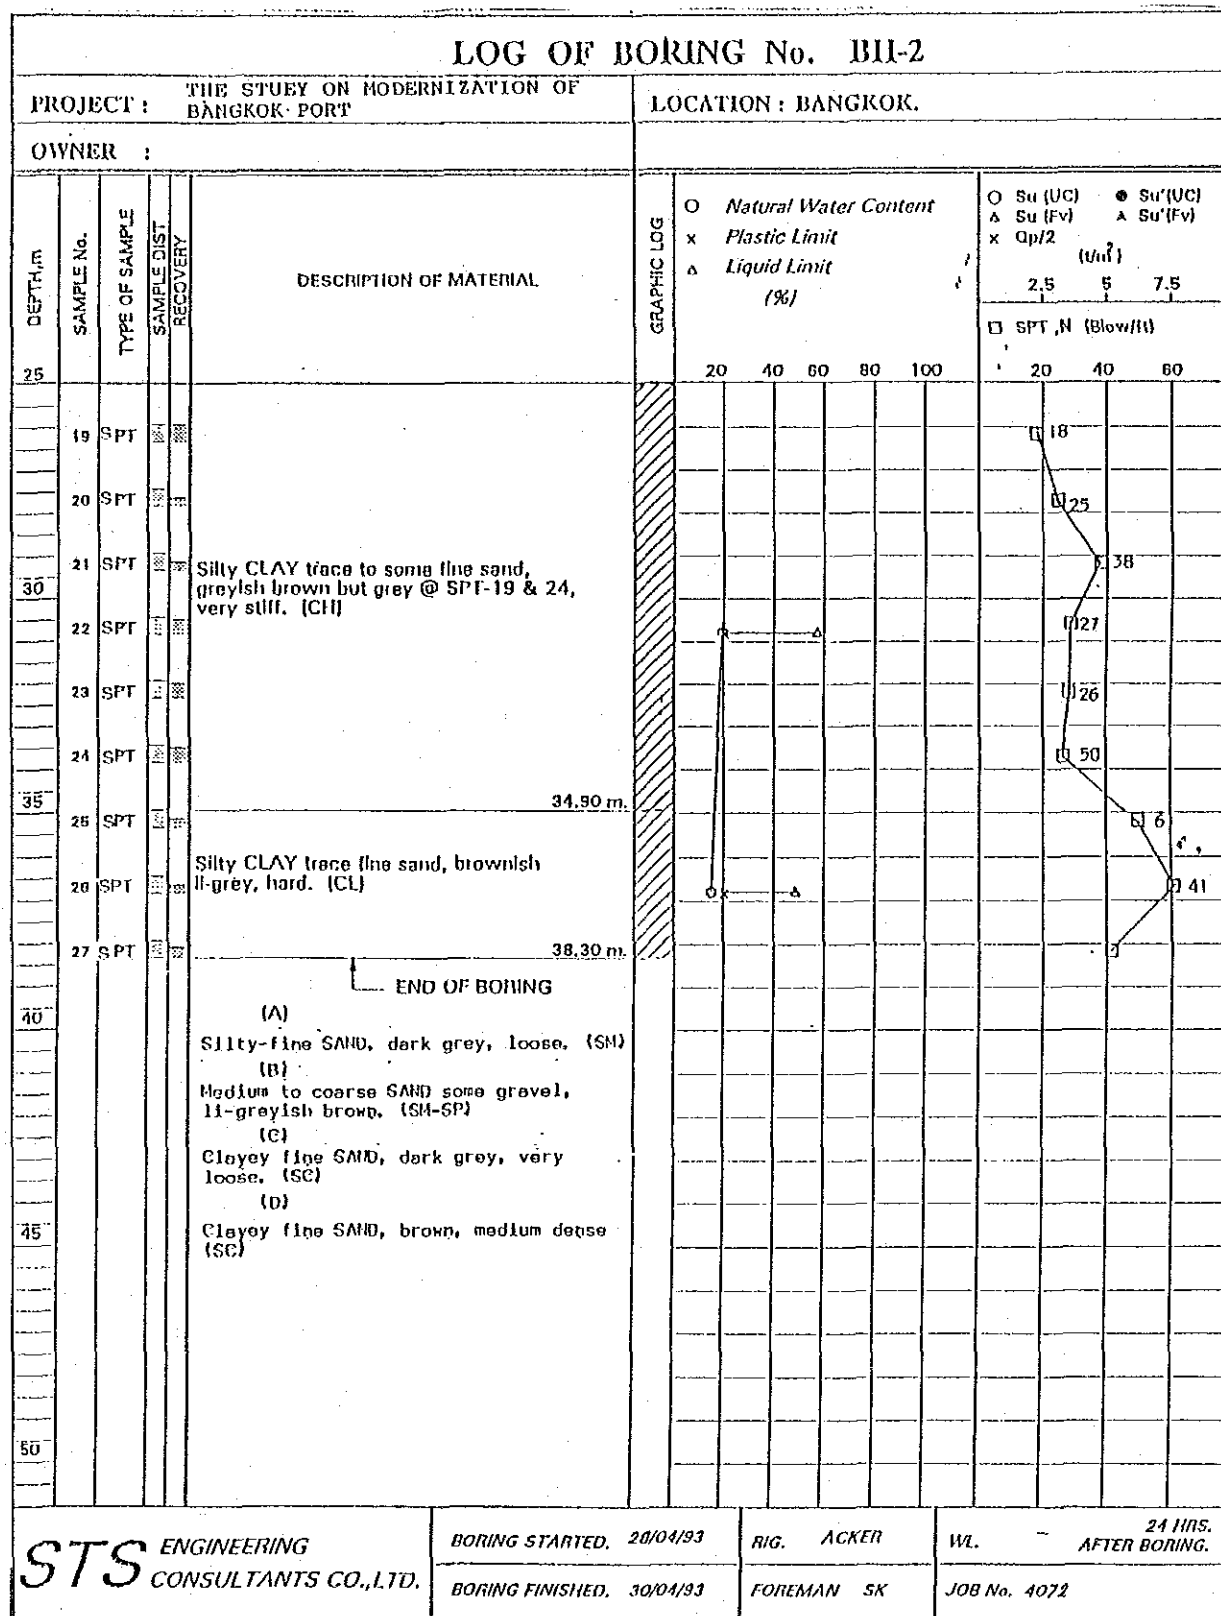 LOG OF BORING No. BH-2
PROJECT : THE STUEY ON MODERNIZATION OF
BANGKOK PORT
LOCATION : BANGKOK.
OWNER :
DEPTH,m
SAMPLE No.
TYPE OF SAMPLE
SAMPLE DIST
RECOVERY
DESCRIPTION OF MATERIAL
GRAPHIC LOG
O Natural Water Content
x Plastic Limit
Δ Liquid Limit
(%)
20 40 60 80 100
O Su (UC) ● Su'(UC)
Δ Su (Fv) ▲ Su'(Fv)
x Qp/2
(t/m²)
2.5 5 7.5
□ SPT ,N (Blow/ft)
20 40 60
25
19 SPT 18
20 SPT 25
21 SPT 38
Silty CLAY trace to some fine sand,
greyish brown but grey @ SPT-19 & 24,
very stiff. (CH)
30
22 SPT 27
23 SPT 26
24 SPT 50
35
34.90 m.
25 SPT 6
Silty CLAY trace fine sand, brownish
li-grey, hard. (CL)
26 SPT 41
27 SPT
38.30 m.
END OF BORING
40
(A)
Silty-fine SAND, dark grey, loose. (SM)
(B)
Medium to coarse SAND some gravel,
li-greyish brown. (SM-SP)
(C)
Clayey fine SAND, dark grey, very
loose. (SC)
(D)
45
Clayey fine SAND, brown, medium dense
(SC)
50
STS ENGINEERING
CONSULTANTS CO.,LTD.
BORING STARTED. 28/04/93
BORING FINISHED. 30/04/93
RIG. ACKER
FOREMAN SK
WL. - 24 HRS.
AFTER BORING.
JOB No. 4072